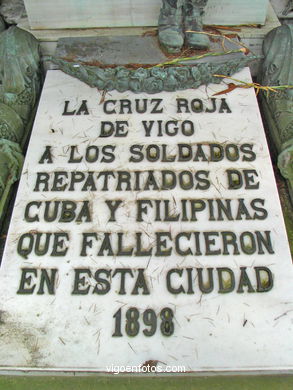 LA CRUZ ROJA
DE VIGO
A LOS SOLDADOS
REPATRIADOS DE
CUBA Y FILIPINAS
QUE FALLECIERON
EN ESTA CIUDAD
1898
vigoenfotos.com